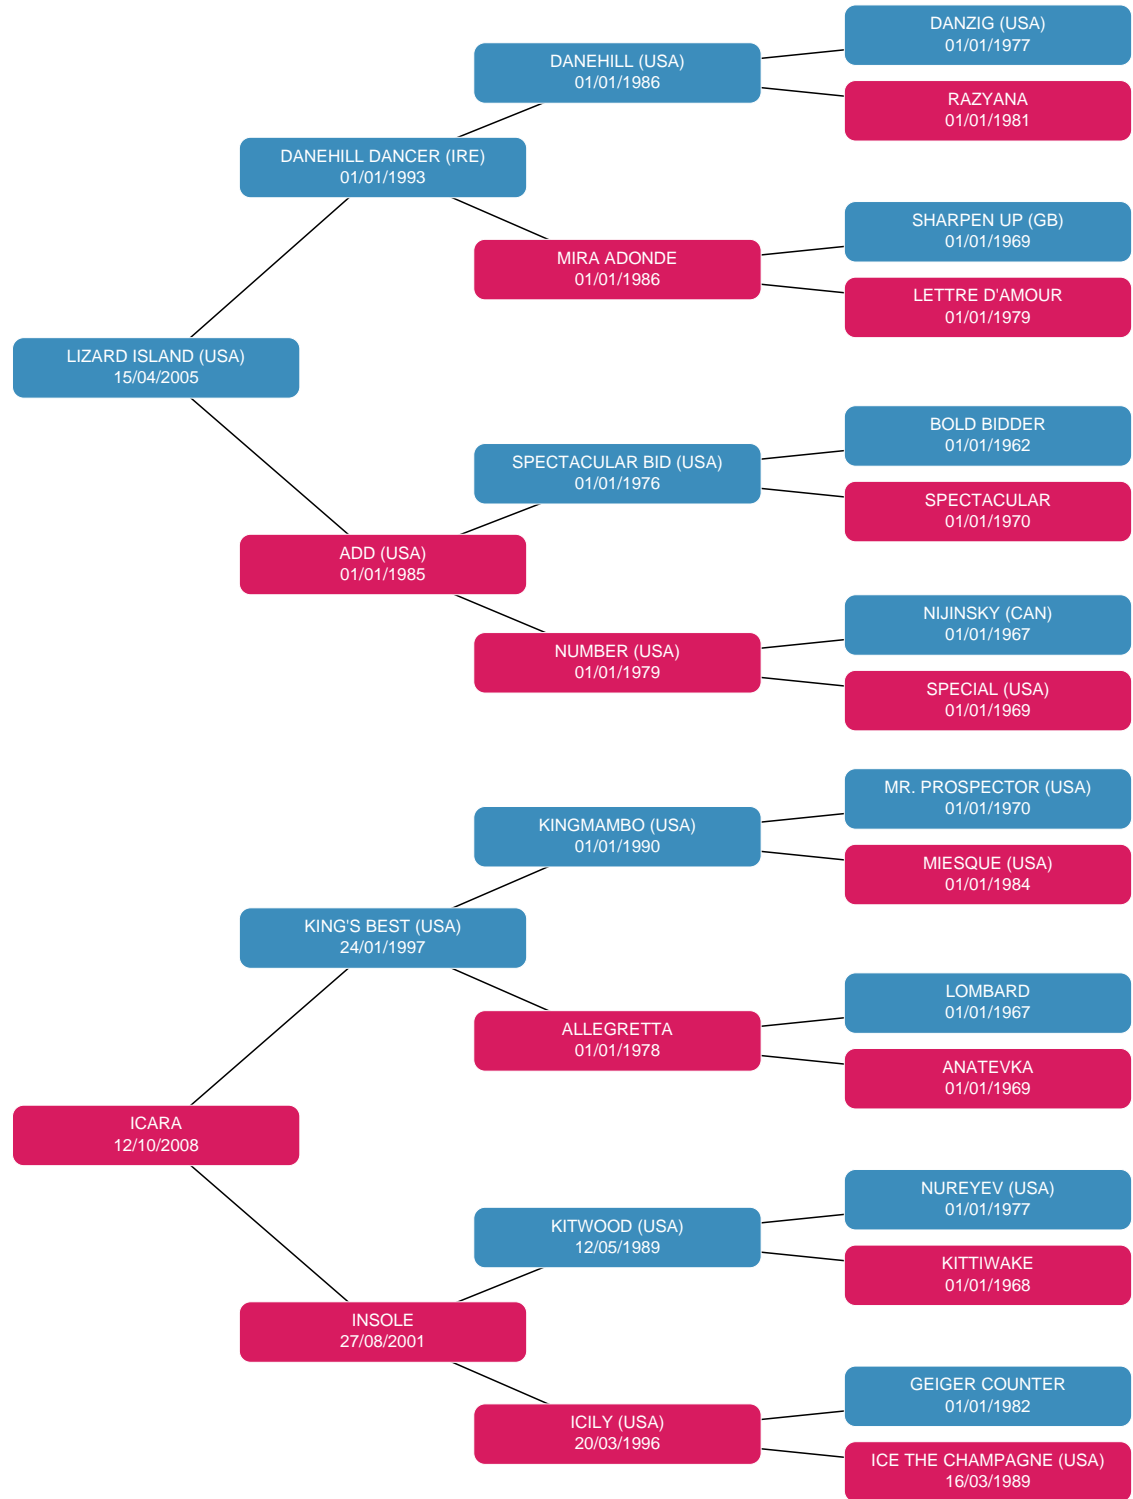 DANZIG (USA)
01/01/1977
DANEHILL (USA)
01/01/1986
RAZYANA
01/01/1981
DANEHILL DANCER (IRE)
01/01/1993
SHARPEN UP (GB)
01/01/1969
MIRA ADONDE
01/01/1986
LETTRE D'AMOUR
01/01/1979
LIZARD ISLAND (USA)
15/04/2005
BOLD BIDDER
01/01/1962
SPECTACULAR BID (USA)
01/01/1976
SPECTACULAR
01/01/1970
ADD (USA)
01/01/1985
NIJINSKY (CAN)
01/01/1967
NUMBER (USA)
01/01/1979
SPECIAL (USA)
01/01/1969
MR. PROSPECTOR (USA)
01/01/1970
KINGMAMBO (USA)
01/01/1990
MIESQUE (USA)
01/01/1984
KING'S BEST (USA)
24/01/1997
LOMBARD
01/01/1967
ALLEGRETTA
01/01/1978
ANATEVKA
01/01/1969
ICARA
12/10/2008
NUREYEV (USA)
01/01/1977
KITWOOD (USA)
12/05/1989
KITTIWAKE
01/01/1968
INSOLE
27/08/2001
GEIGER COUNTER
01/01/1982
ICILY (USA)
20/03/1996
ICE THE CHAMPAGNE (USA)
16/03/1989